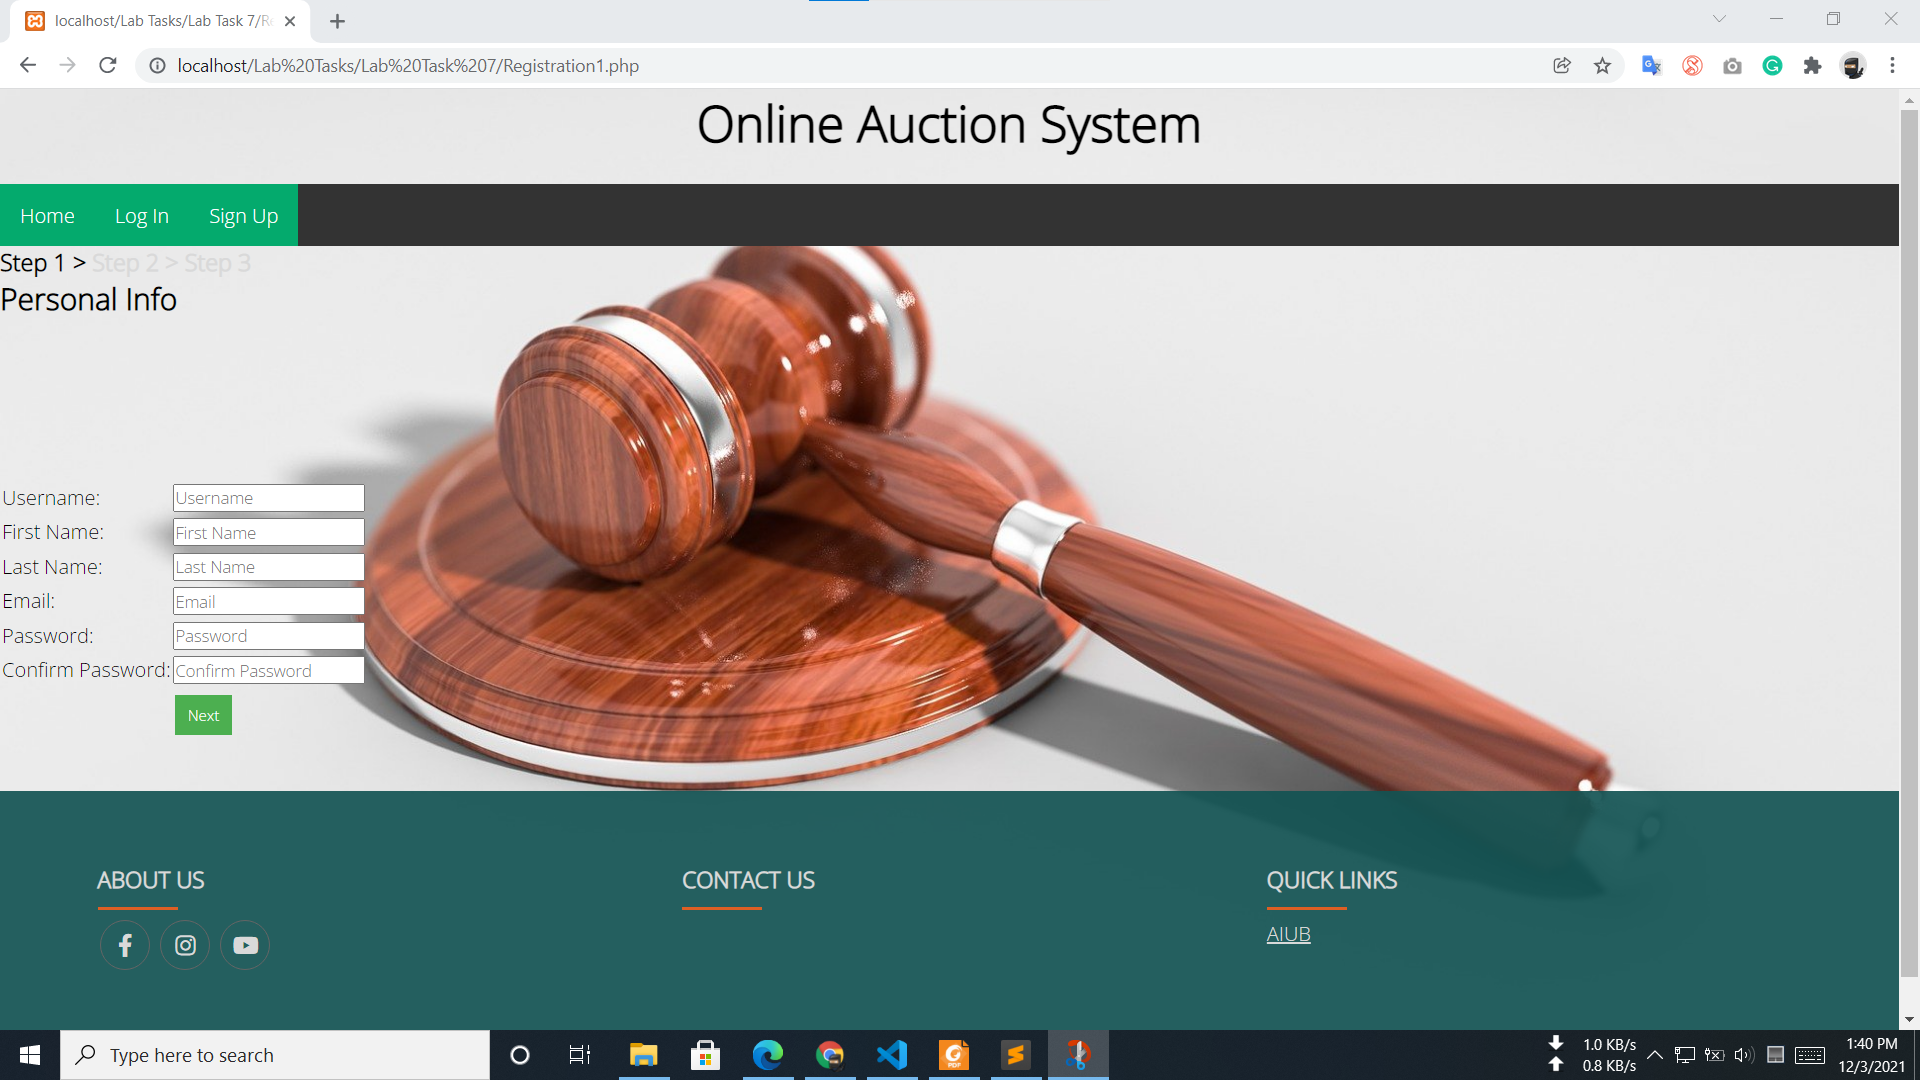 localhost/Lab Tasks/Lab Task 7/Re
localhost/Lab%20Tasks/Lab%20Task%207/Registration1.php
Online Auction System
Home Log In Sign Up
Step 1 > Step 2 > Step 3
Personal Info
Username: Username
First Name: First Name
Last Name: Last Name
Email: Email
Password: Password
Confirm Password: Confirm Password
Next
ABOUT US CONTACT US QUICK LINKS
AIUB
Type here to search
1.0 KB/s
0.8 KB/s
1:40 PM
12/3/2021